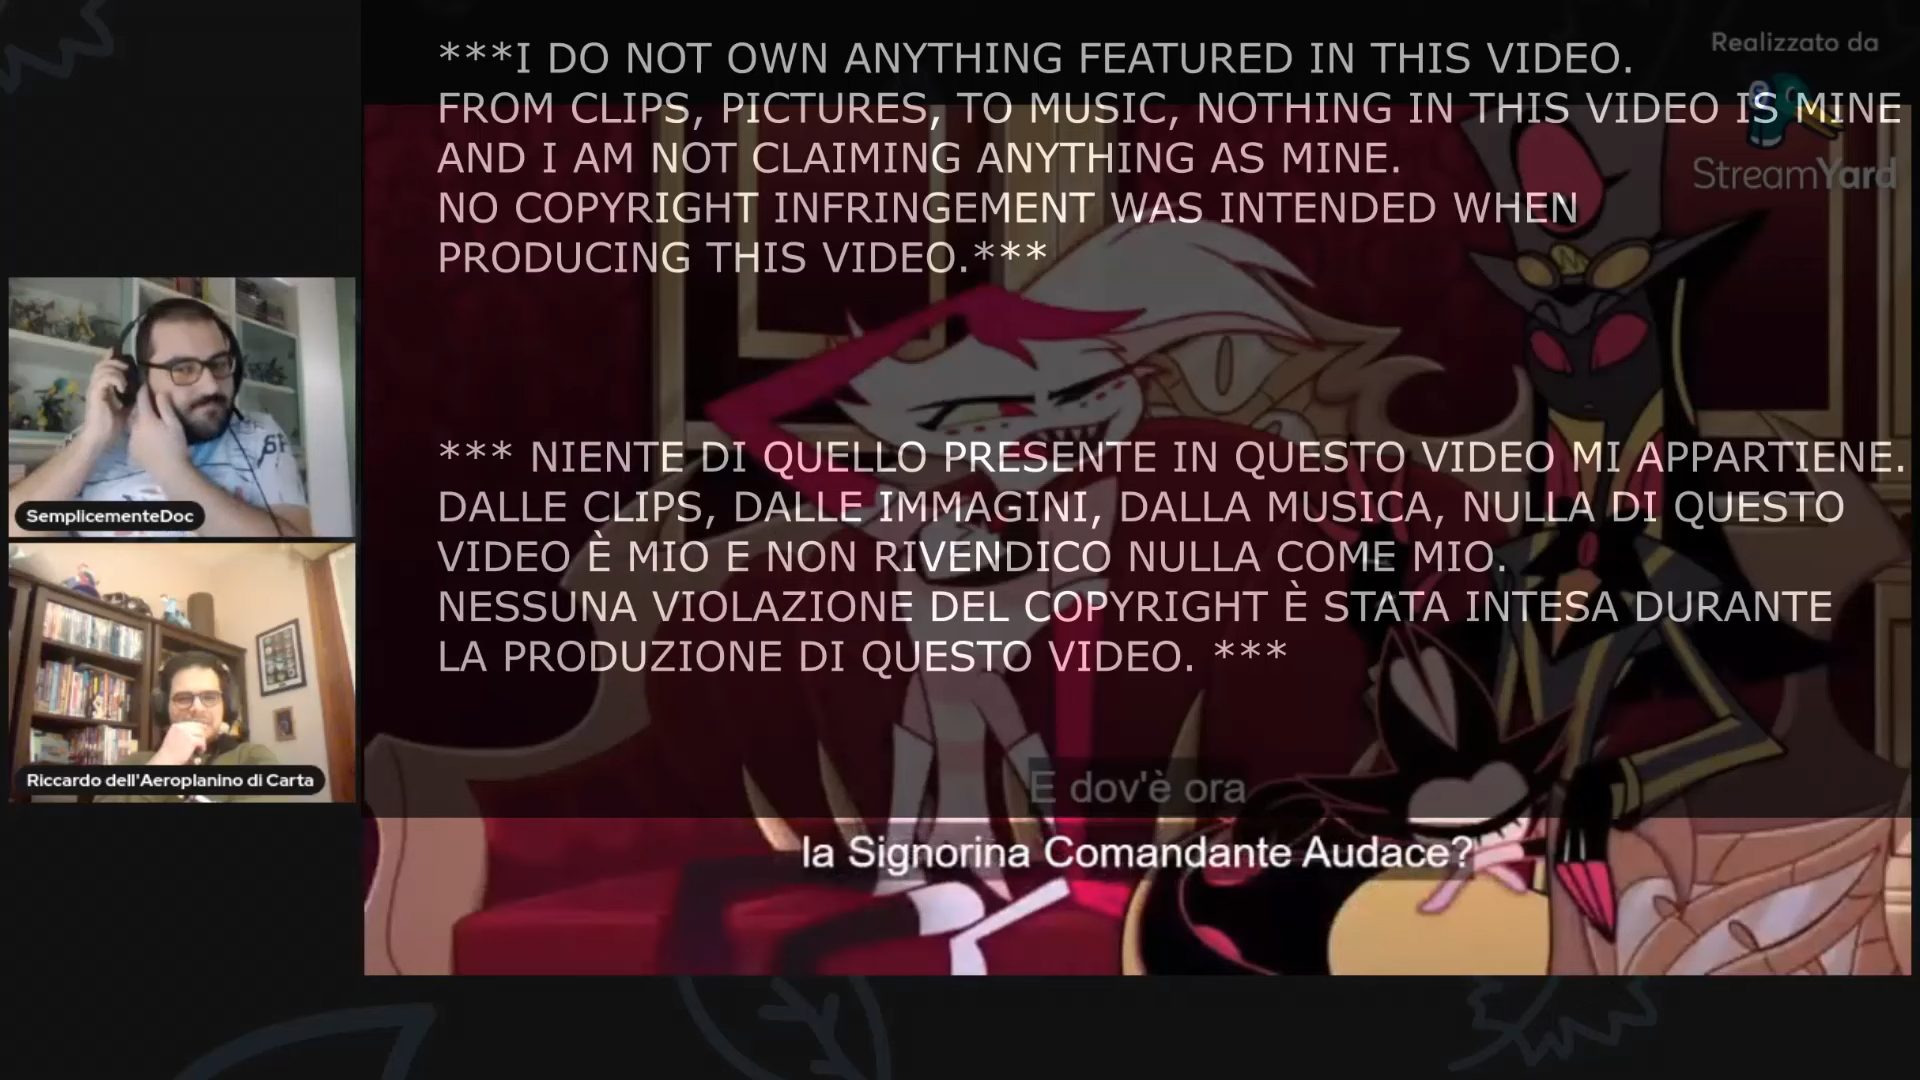 ***I DO NOT OWN ANYTHING FEATURED IN THIS VIDEO.
FROM CLIPS, PICTURES, TO MUSIC, NOTHING IN THIS VIDEO IS MINE
AND I AM NOT CLAIMING ANYTHING AS MINE.
NO COPYRIGHT INFRINGEMENT WAS INTENDED WHEN
PRODUCING THIS VIDEO.***
Realizzato da
StreamYard
*** NIENTE DI QUELLO PRESENTE IN QUESTO VIDEO MI APPARTIENE.
DALLE CLIPS, DALLE IMMAGINI, DALLA MUSICA, NULLA DI QUESTO
VIDEO È MIO E NON RIVENDICO NULLA COME MIO.
NESSUNA VIOLAZIONE DEL COPYRIGHT È STATA INTESA DURANTE
LA PRODUZIONE DI QUESTO VIDEO. ***
SemplicementeDoc
Riccardo dell'Aeroplanino di Carta
E dov'è ora
la Signorina Comandante Audace?